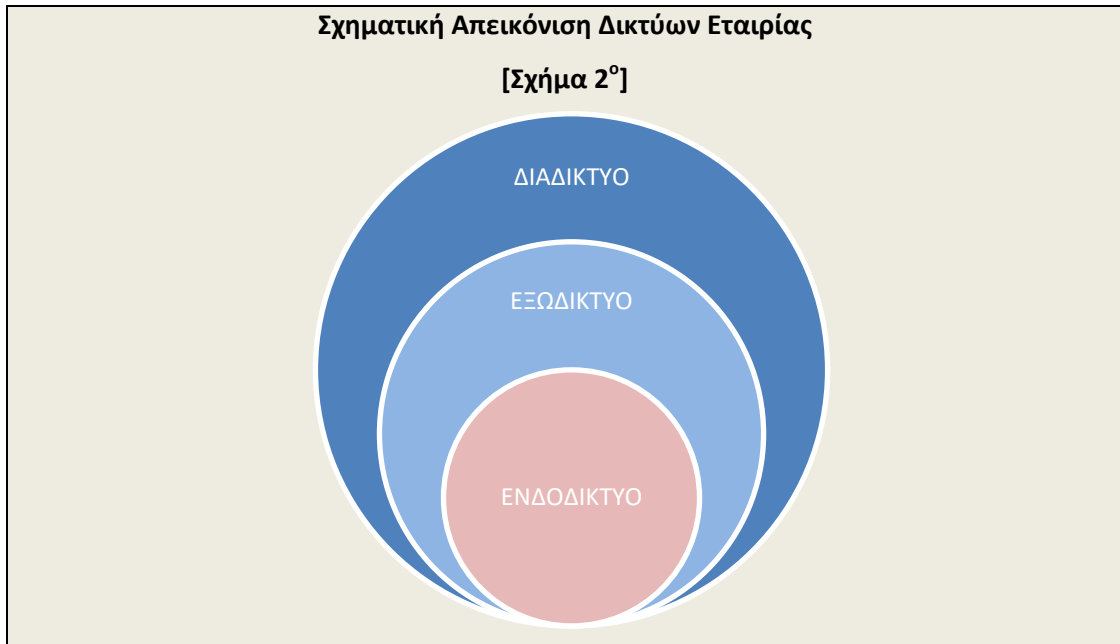 Σχηματική Απεικόνιση Δικτύων Εταιρίας
[Σχήμα 2ο]
ΔΙΑΔΙΚΤΥΟ
ΕΞΩΔΙΚΤΥΟ
ΕΝΔΟΔΙΚΤΥΟ